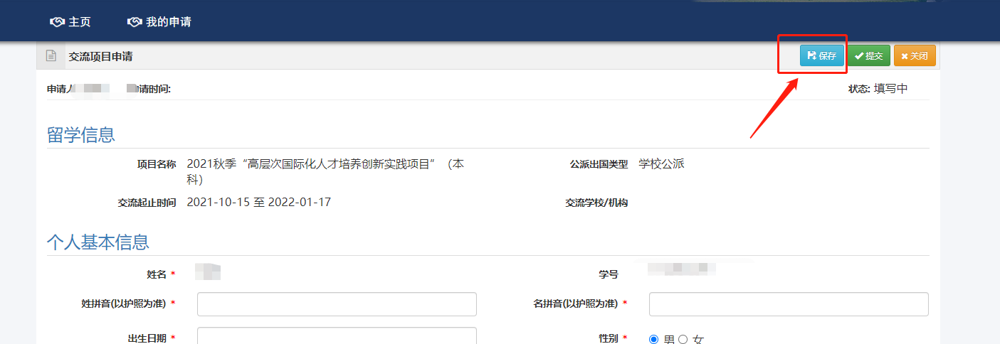 主页 我的申请
交流项目申请 保存 提交 关闭
申请人 请时间: 状态: 填写中
留学信息
项目名称 2021秋季“高层次国际化人才培养创新实践项目”（本
科） 公派出国类型 学校公派
交流起止时间 2021-10-15 至 2022-01-17 交流学校/机构
个人基本信息
姓名 * 学号
姓拼音(以护照为准) * 名拼音(以护照为准) *
出生日期 * 性别 * 男 女